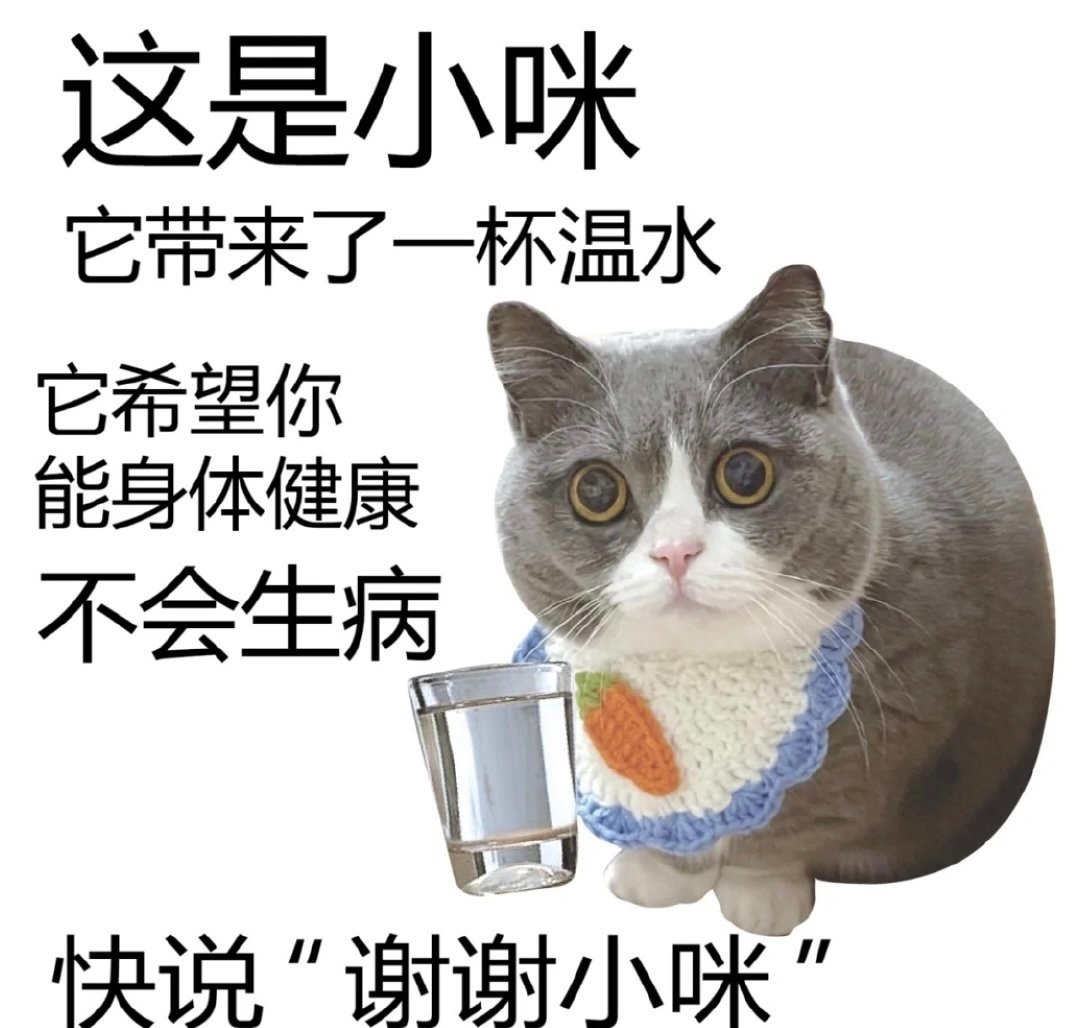 这是小咪
它带来了一杯温水
它希望你
能身体健康
不会生病
快说“谢谢小咪”